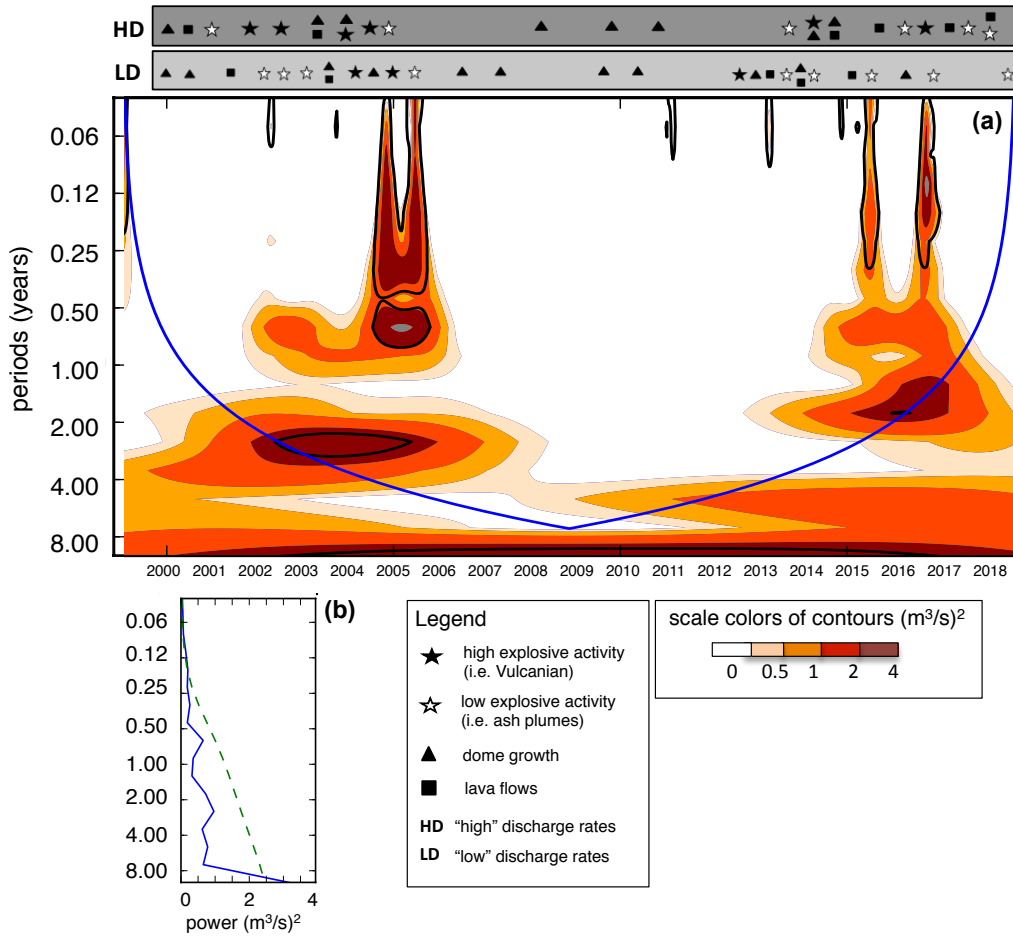 HD
LD
(a)
periods (years)
0.06
0.12
0.25
0.50
1.00
2.00
4.00
8.00
2000 2001 2002 2003 2004 2005 2006 2007 2008 2009 2010 2011 2012 2013 2014 2015 2016 2017 2018
(b)
0.06
0.12
0.25
0.50
1.00
2.00
4.00
8.00
0 2 4
power (m³/s)²
Legend
high explosive activity
(i.e. Vulcanian)
low explosive activity
(i.e. ash plumes)
dome growth
lava flows
HD “high” discharge rates
LD “low” discharge rates
scale colors of contours (m³/s)²
0 0.5 1 2 4